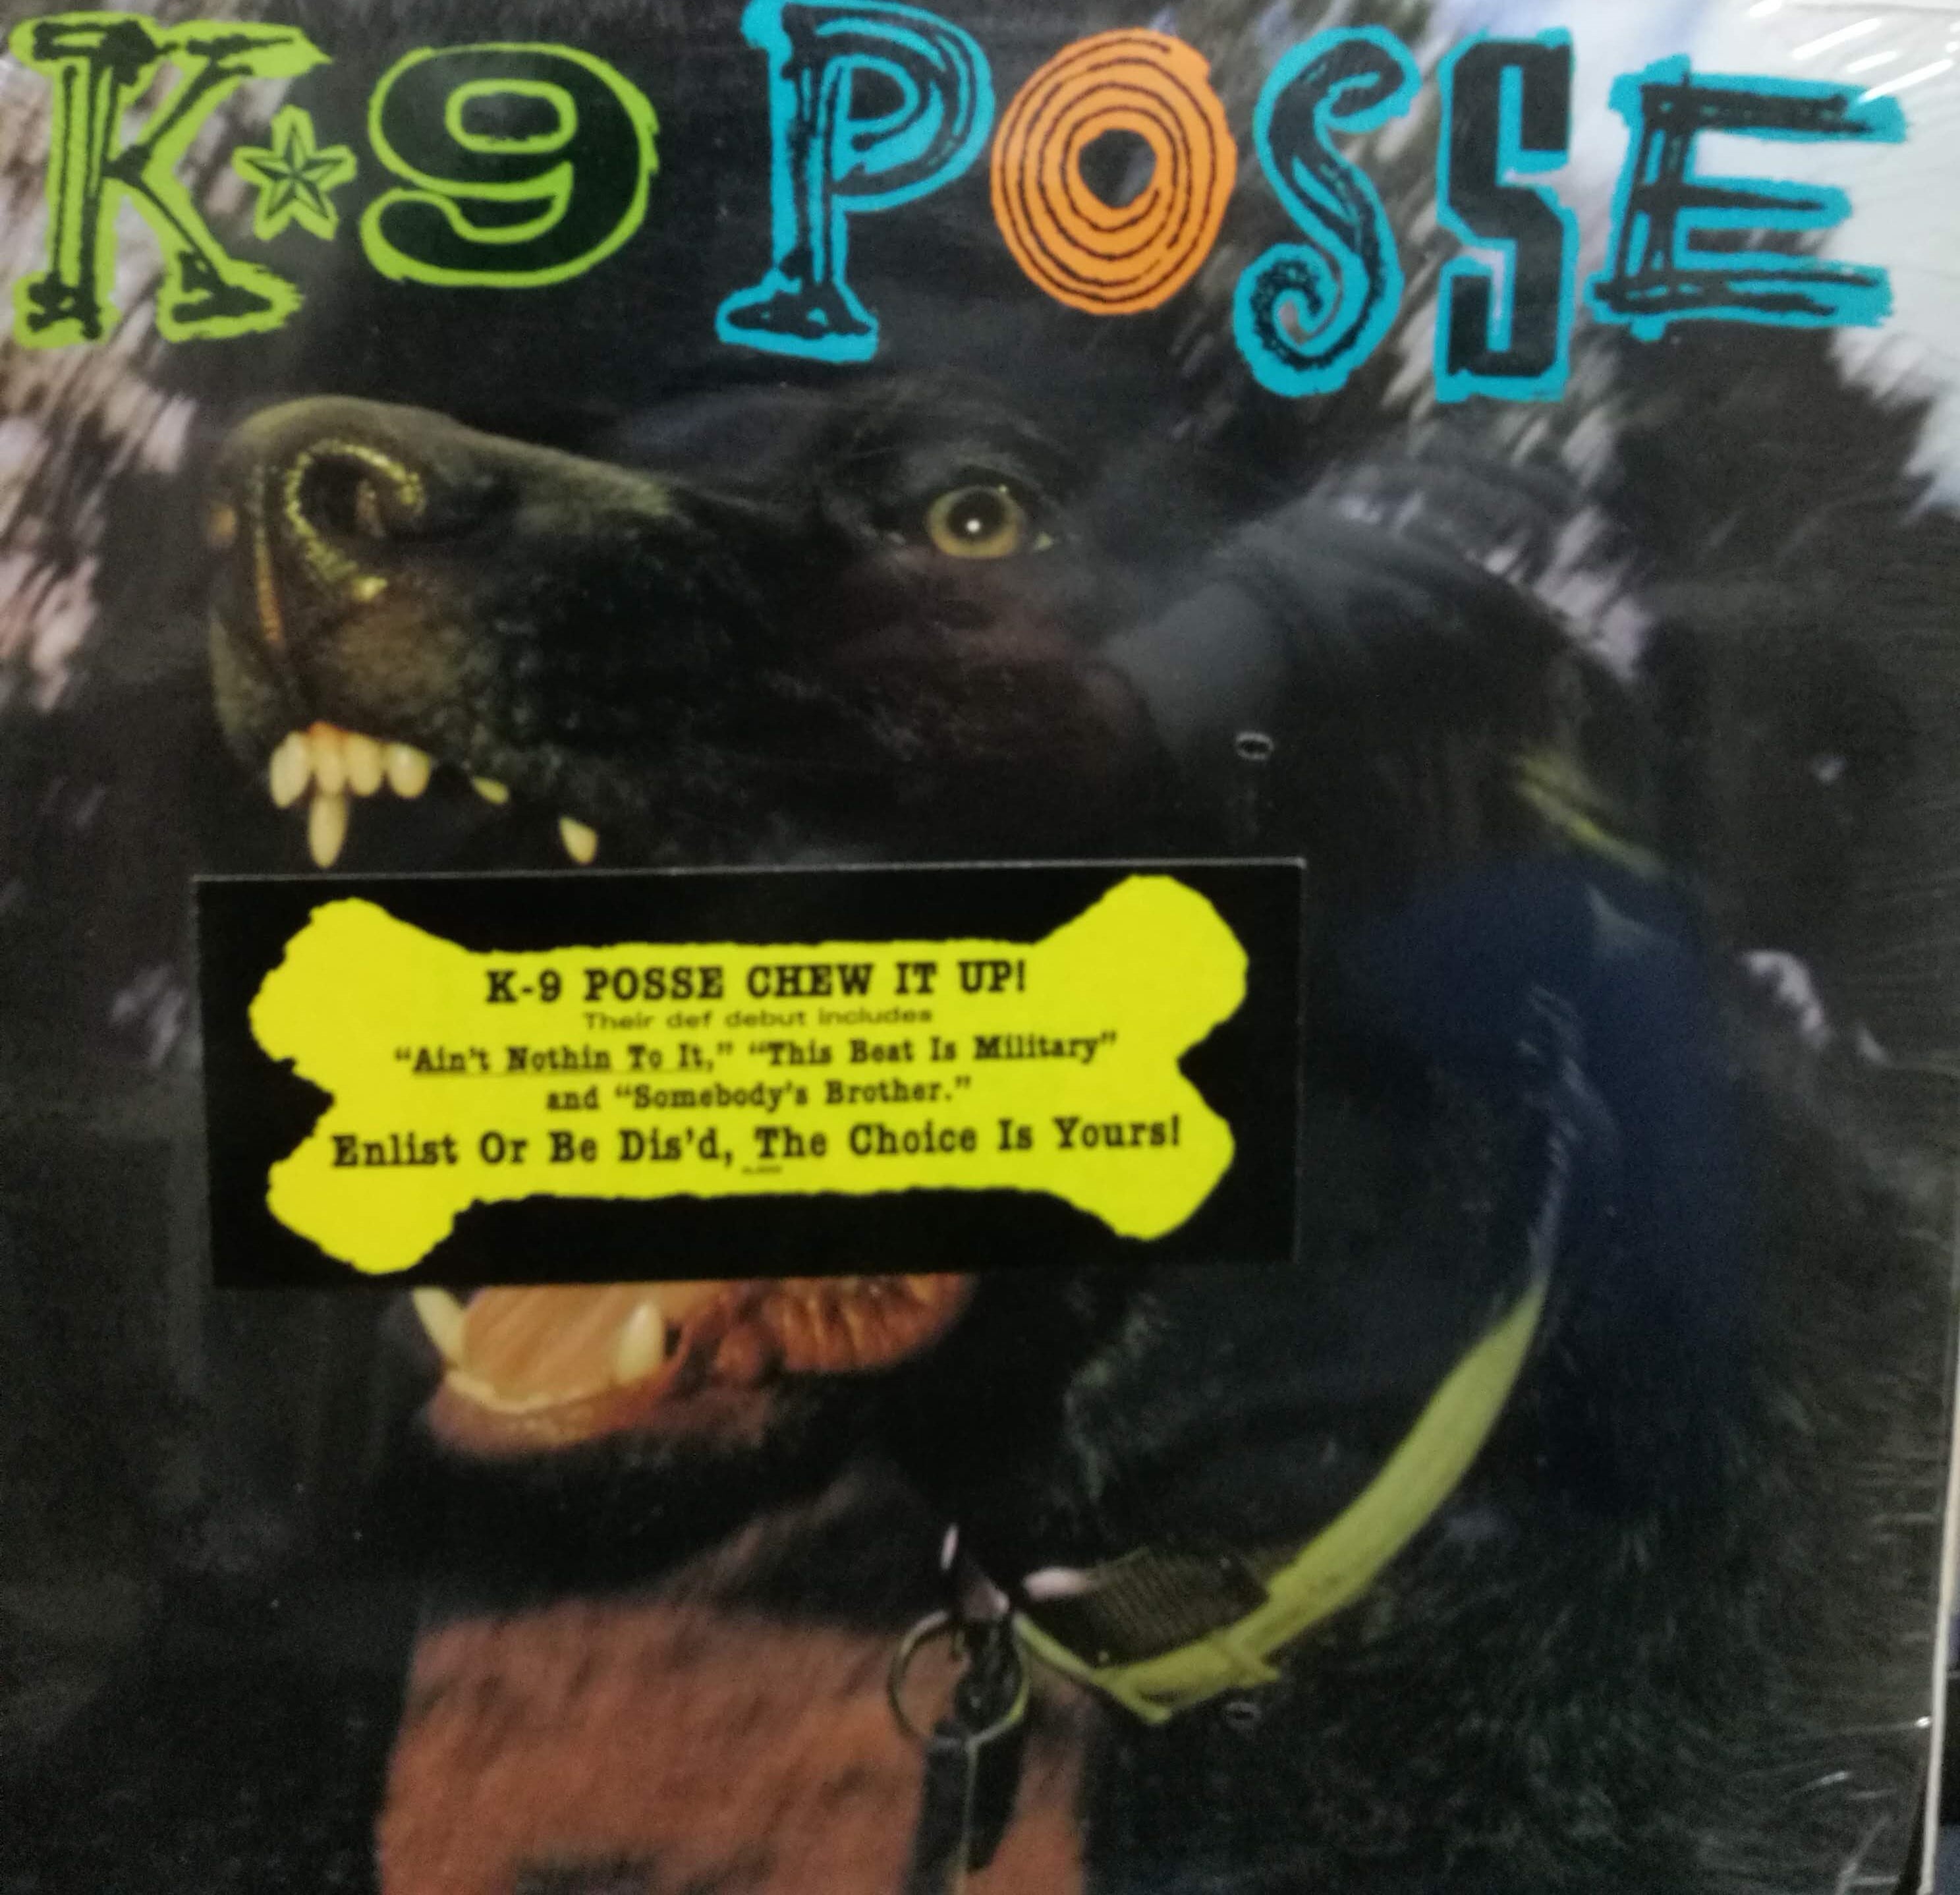 K★9 POSSE
K-9 POSSE CHEW IT UP!
Their def debut includes
“Ain't Nothin To It,” “This Beat Is Military”
and “Somebody's Brother.”
Enlist Or Be Dis'd, The Choice Is Yours!